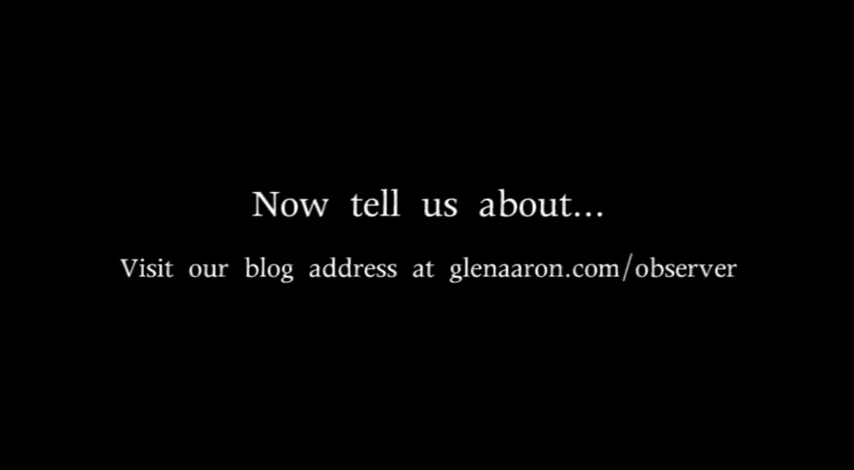 Now tell us about...
Visit our blog address at glenaaron.com/observer